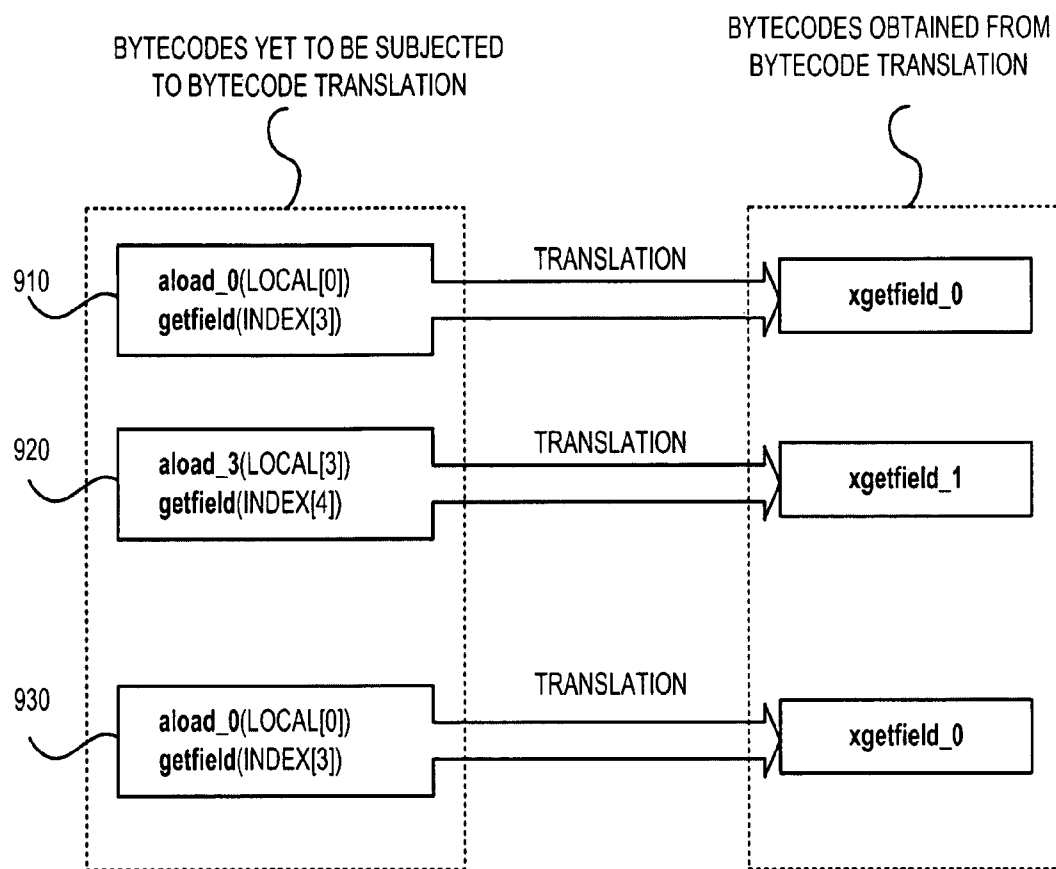 BYTECODES YET TO BE SUBJECTED
TO BYTECODE TRANSLATION
BYTECODES OBTAINED FROM
BYTECODE TRANSLATION
910
aload_0(LOCAL[0])
getfield(INDEX[3])
TRANSLATION
xgetfield_0
920
aload_3(LOCAL[3])
getfield(INDEX[4])
TRANSLATION
xgetfield_1
930
aload_0(LOCAL[0])
getfield(INDEX[3])
TRANSLATION
xgetfield_0